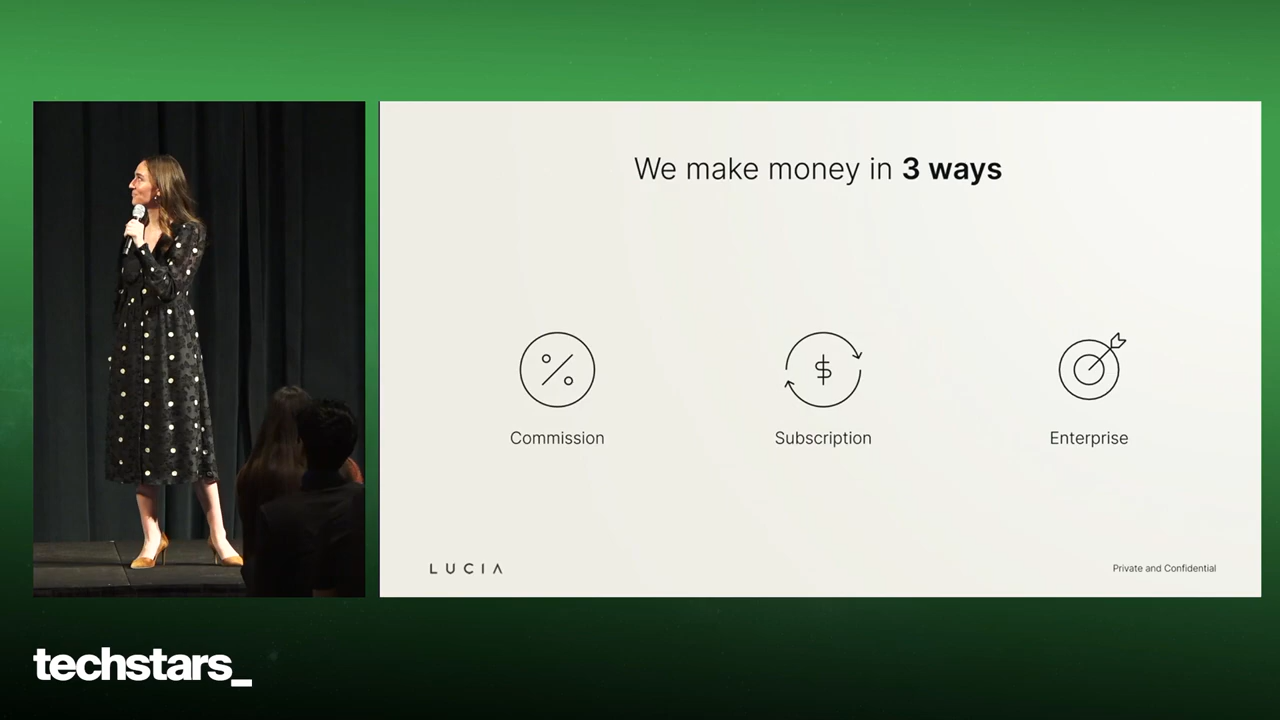 We make money in 3 ways
Commission
Subscription
Enterprise
LUCIA
Private and Confidential
techstars_